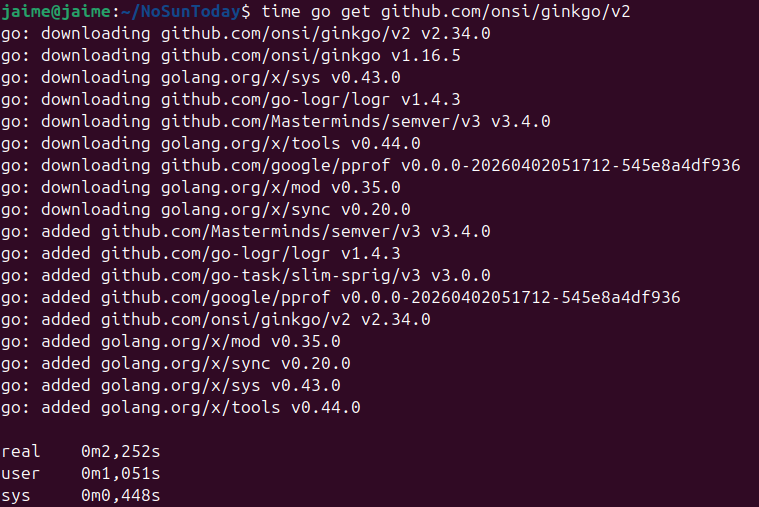 jaime@jaime:~/NoSunToday$ time go get github.com/onsi/ginkgo/v2
go: downloading github.com/onsi/ginkgo/v2 v2.34.0
go: downloading github.com/onsi/ginkgo v1.16.5
go: downloading golang.org/x/sys v0.43.0
go: downloading github.com/go-logr/logr v1.4.3
go: downloading github.com/Masterminds/semver/v3 v3.4.0
go: downloading golang.org/x/tools v0.44.0
go: downloading github.com/google/pprof v0.0.0-20260402051712-545e8a4df936
go: downloading golang.org/x/mod v0.35.0
go: downloading golang.org/x/sync v0.20.0
go: added github.com/Masterminds/semver/v3 v3.4.0
go: added github.com/go-logr/logr v1.4.3
go: added github.com/go-task/slim-sprig/v3 v3.0.0
go: added github.com/google/pprof v0.0.0-20260402051712-545e8a4df936
go: added github.com/onsi/ginkgo/v2 v2.34.0
go: added golang.org/x/mod v0.35.0
go: added golang.org/x/sync v0.20.0
go: added golang.org/x/sys v0.43.0
go: added golang.org/x/tools v0.44.0
real 0m2,252s
user 0m1,051s
sys 0m0,448s